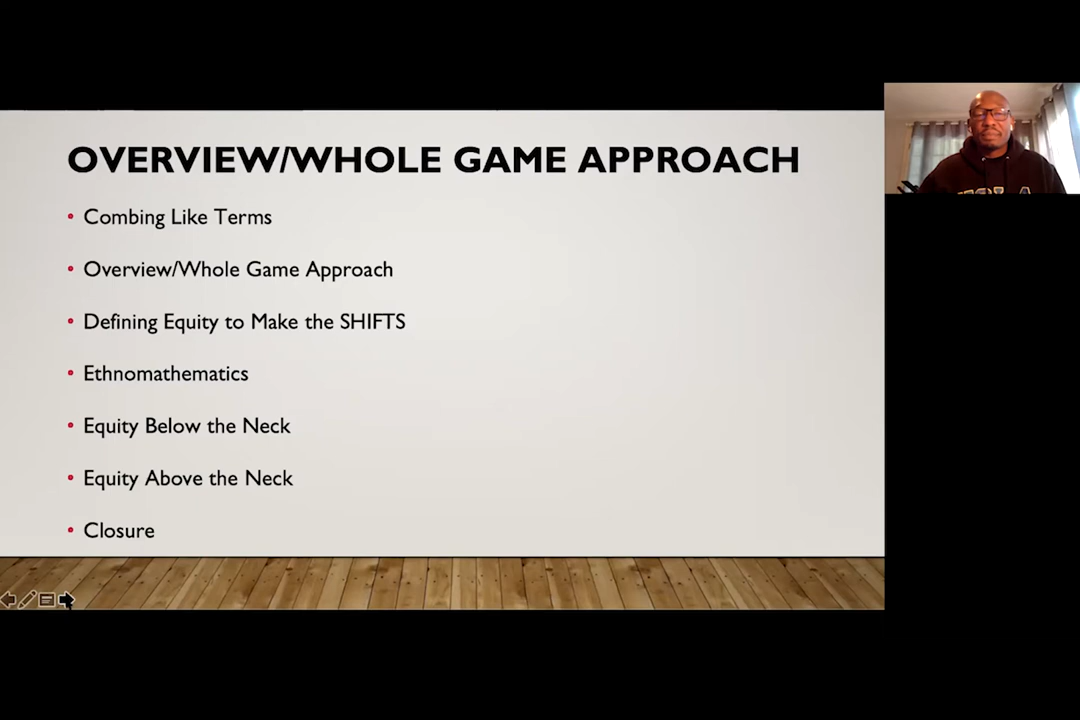 OVERVIEW/WHOLE GAME APPROACH
Combing Like Terms
Overview/Whole Game Approach
Defining Equity to Make the SHIFTS
Ethnomathematics
Equity Below the Neck
Equity Above the Neck
Closure